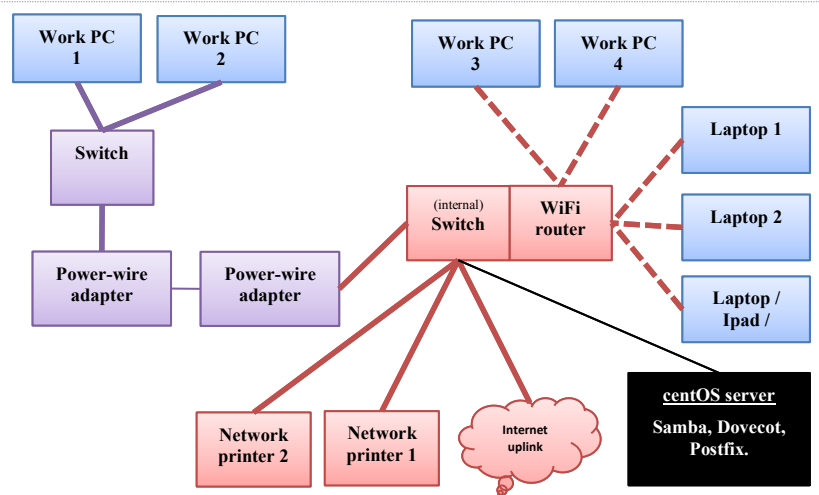 Work PC
1
Work PC
2
Work PC
3
Work PC
4
Laptop 1
Switch
(internal)
Switch
WiFi
router
Laptop 2
Power-wire
adapter
Power-wire
adapter
Laptop /
Ipad /
centOS server
Samba, Dovecot,
Postfix.
Network
printer 2
Network
printer 1
Internet
uplink